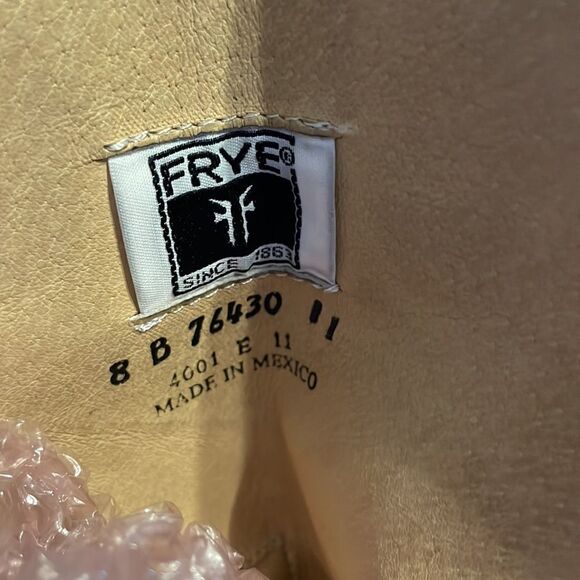 FRYE®
SINCE 1863
8 B 76430 11
4001 E 11
MADE IN MEXICO